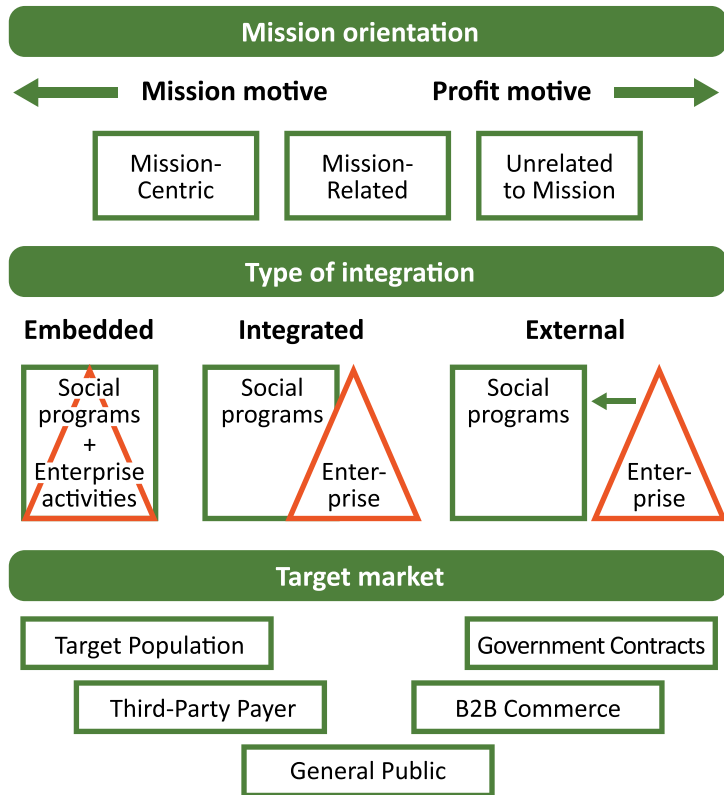 Mission orientation
Mission motive
Profit motive
Mission-
Centric
Mission-
Related
Unrelated
to Mission
Type of integration
Embedded
Integrated
External
Social
programs
+
Enterprise
activities
Social
programs
Enter-
prise
Social
programs
Enter-
prise
Target market
Target Population
Government Contracts
Third-Party Payer
B2B Commerce
General Public